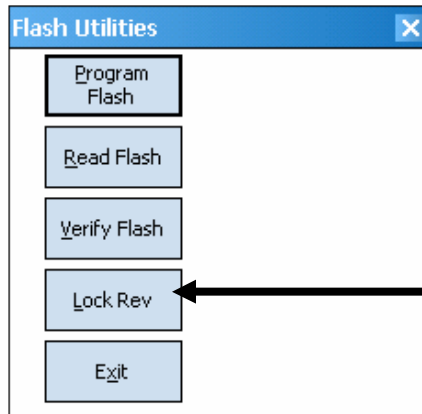 Flash Utilities
Program
Flash
Read Flash
Verify Flash
Lock Rev
Exit